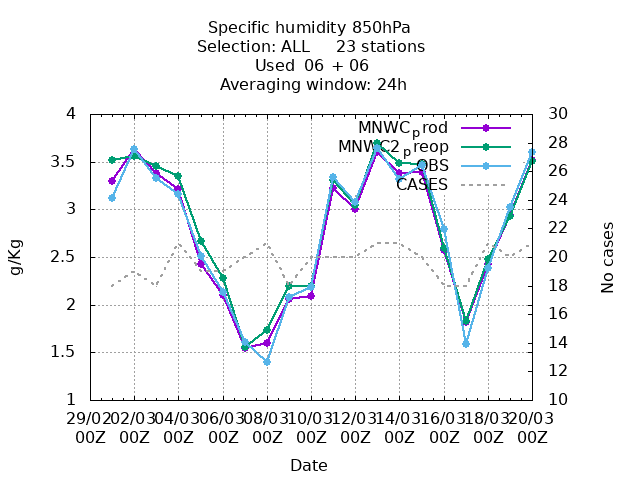 Specific humidity 850hPa
Selection: ALL 23 stations
Used 06 + 06
Averaging window: 24h
MNWCprod
MNWC2preop
OBS
CASES
g/Kg
4
3.5
3
2.5
2
1.5
1
No cases
30
28
26
24
22
20
18
16
14
12
10
29/02 02/03 04/03 06/03 08/03 10/03 12/03 14/03 16/03 18/03 20/03
00Z 00Z 00Z 00Z 00Z 00Z 00Z 00Z 00Z 00Z 00Z
Date